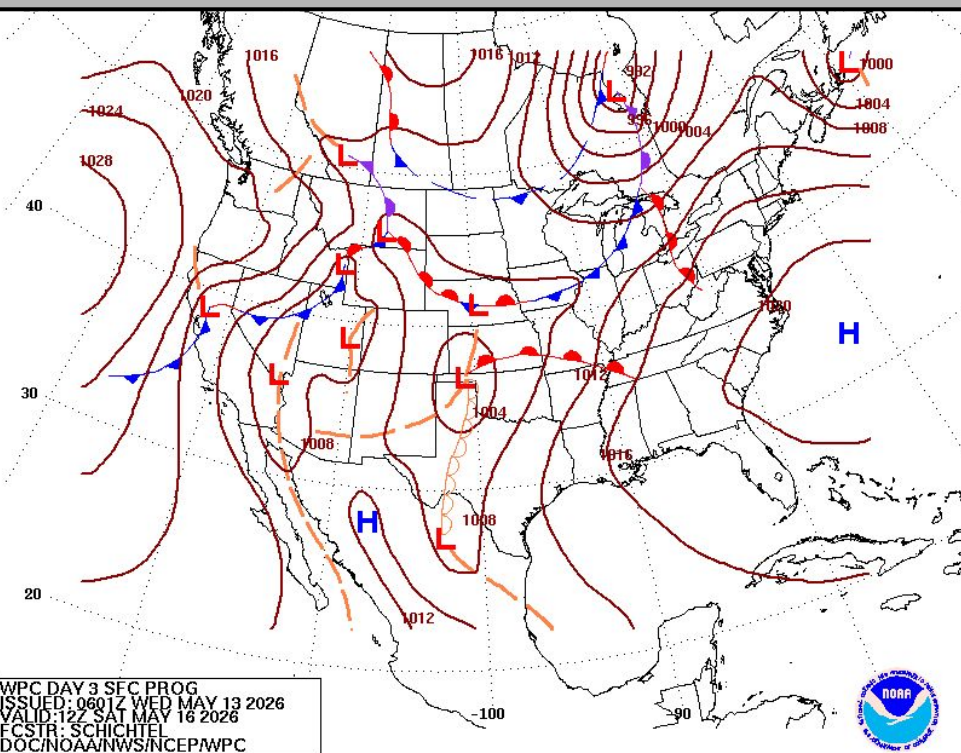 1016
1016
1012
992
L
1000
L
1020
1024
996
1000
1004
1004
1008
1028
L
40
L
L
L
L
1020
H
L
L
L
1012
30
1004
1008
1016
H
1008
L
20
1012
-100
-90
WPC DAY 3 SFC PROG
ISSUED: 0601Z WED MAY 13 2026
VALID:12Z SAT MAY 16 2026
FCSTR: SCHICHTEL
DOC/NOAA/NWS/NCEP/WPC
NOAA